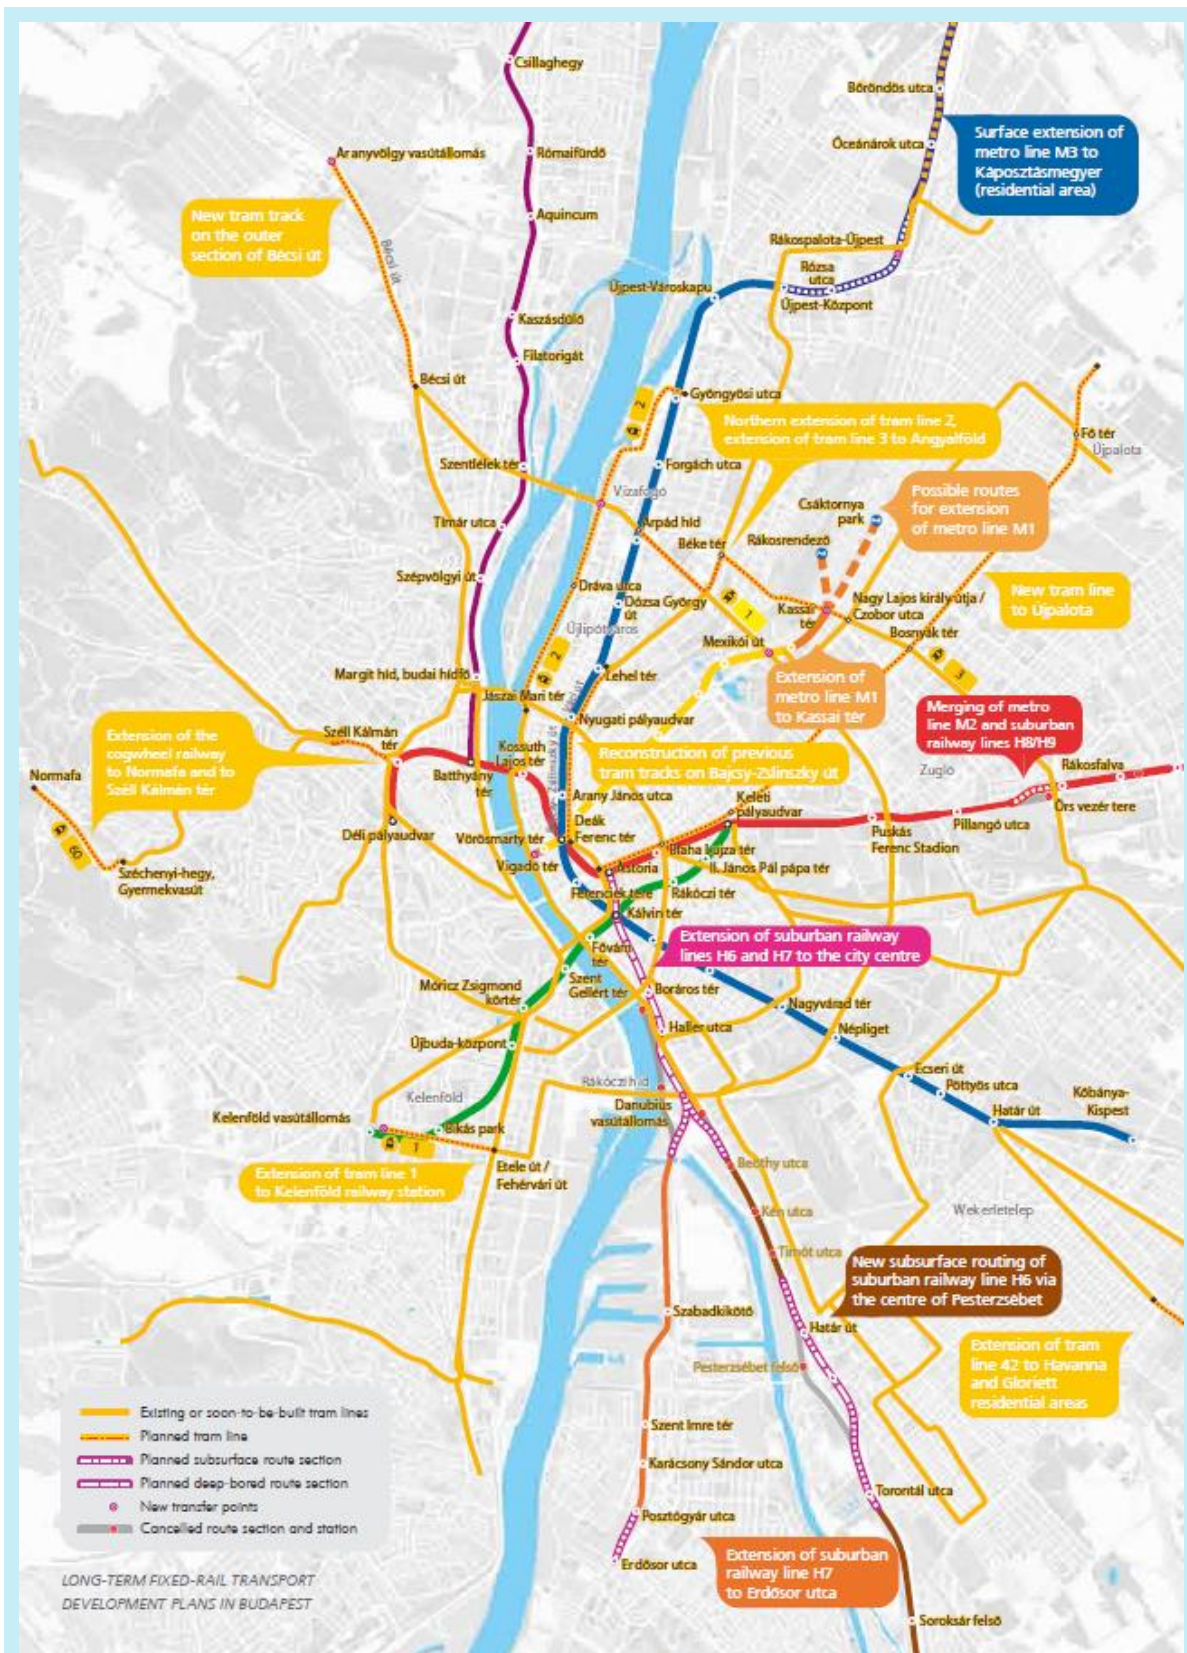 Csillaghegy
Böröndös utca
Aranyvölgy vasútállomás
Rómaifürdő
Óceánárok utca
Surface extension of
metro line M3 to
Káposztásmegyer
(residential area)
New tram track
on the outer
section of Bécsi út
Bécsi út
Aquincum
Rákospalota-Újpest
Rózsa
utca
Újpest-Városkapu
Újpest-Központ
Kaszásdűlő
Filatorigát
Bécsi út
2
Gyöngyösi utca
Northern extension of tram line 2,
extension of tram line 3 to Angyalföld
Fő tér
Újpalota
Szentlélek tér
Forgách utca
Vizafogó
Csáktornya
park
Possible routes
for extension
of metro line M1
Tímár utca
Árpád híd
Béke tér
Rákosrendező
Szépvölgyi út
Dráva utca
Dózsa György
út
1
Kassai
tér
Nagy Lajos király útja /
Czobor utca
New tram line
to Újpalota
Újlipótváros
Mexikói út
Bosnyák tér
2
3
Margit híd, budai hídfő
Lehel tér
Jászai Mari tér
Extension of
metro line M1
to Kassai tér
Merging of metro
line M2 and suburban
railway lines H8/H9
Nyugati pályaudvar
Extension of the
cogwheel railway
to Normafa and to
Széll Kálmán tér
Széll Kálmán
tér
Kossuth
Lajos tér
Reconstruction of previous
tram tracks on Bajcsy-Zslinszky út
Zugló
Rákosfalva
Normafa
Batthyány
tér
Arany János utca
Keleti
pályaudvar
Örs vezér tere
60
Déli pályaudvar
Vörösmarty tér
Deák
Ferenc tér
Puskás
Ferenc Stadion
Pillangó utca
Széchenyi-hegy,
Gyermekvasút
Vigadó tér
Blaha Lujza tér
Astoria
II. János Pál pápa tér
Ferenciek tere
Rákóczi tér
Kálvin tér
Extension of suburban railway
lines H6 and H7 to the city centre
Fővám
tér
Szent
Gellért tér
Móricz Zsigmond
körtér
Boráros tér
Nagyvárad tér
Haller utca
Népliget
Újbuda-központ
Ecseri út
Pöttyös utca
Kőbánya-
Kispest
Rákóczi híd
Kelenföld
Határ út
Kelenföld vasútállomás
Danubius
vasútállomás
Bikás park
1
Extension of tram line 1
to Kelenföld railway station
Etele út /
Fehérvári út
Beöthy utca
Kén utca
Wekerletelep
Timót utca
New subsurface routing of
suburban railway line H6 via
the centre of Pesterzsébet
Szabadkikötő
Határ út
Pesterzsébet felső
Extension of tram
line 42 to Havanna
and Gloriett
residential areas
Existing or soon-to-be-built tram lines
Planned tram line
Planned subsurface route section
Planned deep-bored route section
New transfer points
Cancelled route section and station
Szent Imre tér
Karácsony Sándor utca
Torontál utca
Postógyár utca
Erdősor utca
Extension of suburban
railway line H7
to Erdősor utca
LONG-TERM FIXED-RAIL TRANSPORT
DEVELOPMENT PLANS IN BUDAPEST
Soroksár felső